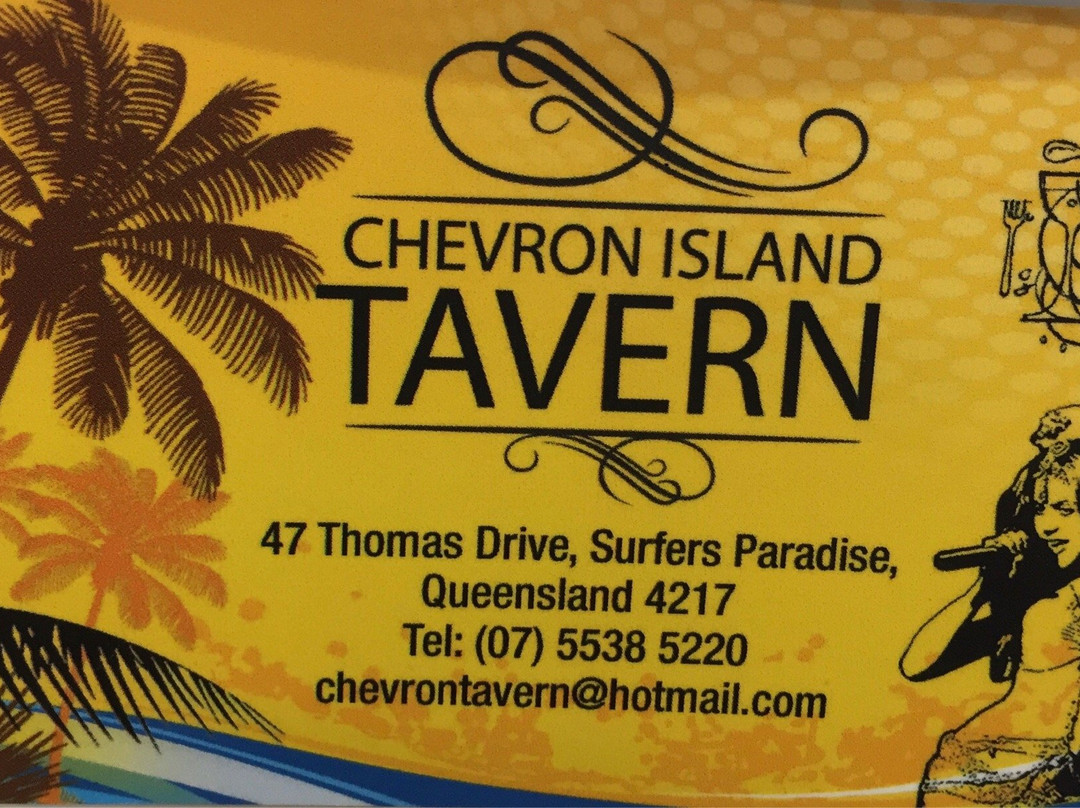 CHEVRON ISLAND
TAVERN
47 Thomas Drive, Surfers Paradise,
Queensland 4217
Tel: (07) 5538 5220
chevrontavern@hotmail.com